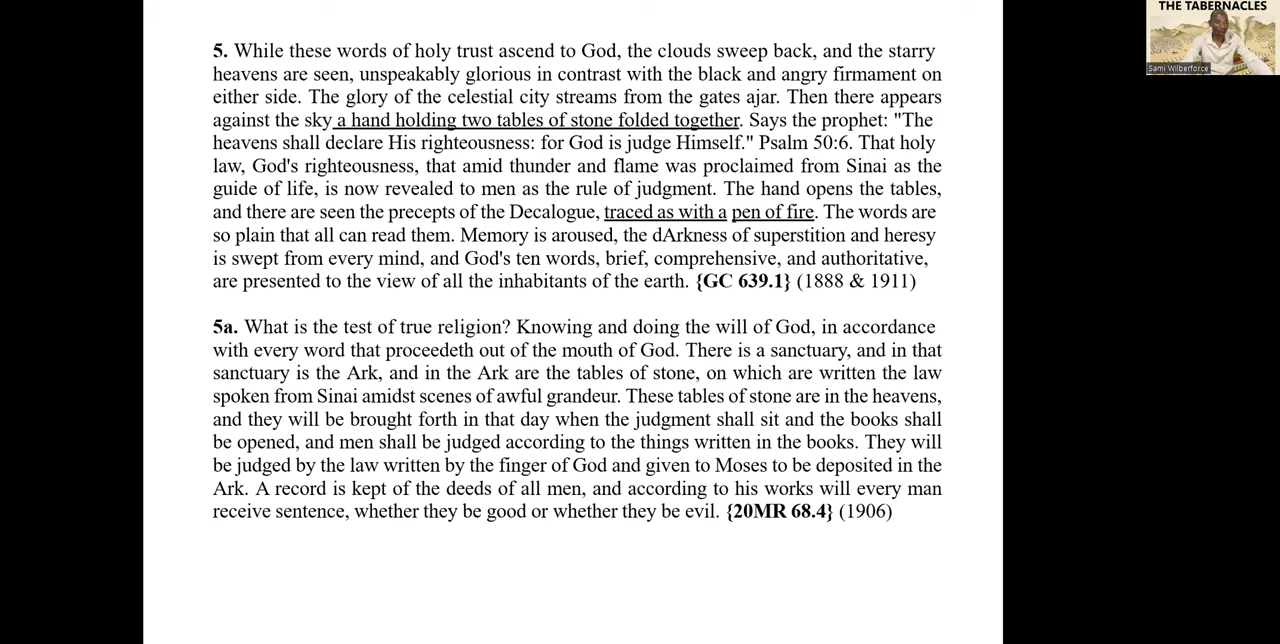 THE TABERNACLES
Sami Wilberforce
5. While these words of holy trust ascend to God, the clouds sweep back, and the starry
heavens are seen, unspeakably glorious in contrast with the black and angry firmament on
either side. The glory of the celestial city streams from the gates ajar. Then there appears
against the sky a hand holding two tables of stone folded together. Says the prophet: "The
heavens shall declare His righteousness: for God is judge Himself." Psalm 50:6. That holy
law, God's righteousness, that amid thunder and flame was proclaimed from Sinai as the
guide of life, is now revealed to men as the rule of judgment. The hand opens the tables,
and there are seen the precepts of the Decalogue, traced as with a pen of fire. The words are
so plain that all can read them. Memory is aroused, the dArkness of superstition and heresy
is swept from every mind, and God's ten words, brief, comprehensive, and authoritative,
are presented to the view of all the inhabitants of the earth. {GC 639.1} (1888 & 1911)
5a. What is the test of true religion? Knowing and doing the will of God, in accordance
with every word that proceedeth out of the mouth of God. There is a sanctuary, and in that
sanctuary is the Ark, and in the Ark are the tables of stone, on which are written the law
spoken from Sinai amidst scenes of awful grandeur. These tables of stone are in the heavens,
and they will be brought forth in that day when the judgment shall sit and the books shall
be opened, and men shall be judged according to the things written in the books. They will
be judged by the law written by the finger of God and given to Moses to be deposited in the
Ark. A record is kept of the deeds of all men, and according to his works will every man
receive sentence, whether they be good or whether they be evil. {20MR 68.4} (1906)